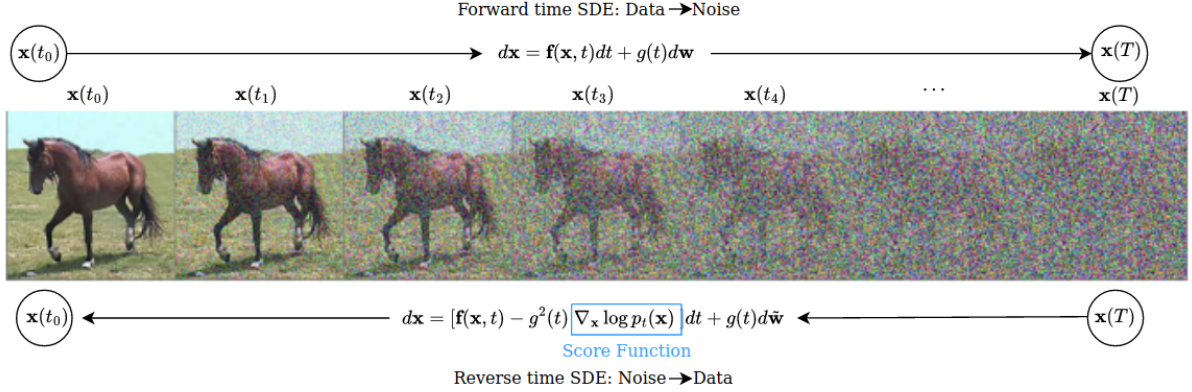 Forward time SDE: Data → Noise
x(t₀) dx = f(x, t)dt + g(t)dw x(T)
x(t₀) x(t₁) x(t₂) x(t₃) x(t₄) ⋯ x(T)
x(t₀) dx = [f(x, t) − g²(t) ∇ₓ log pₜ(x) ]dt + g(t)dw̃ x(T)
Score Function
Reverse time SDE: Noise → Data